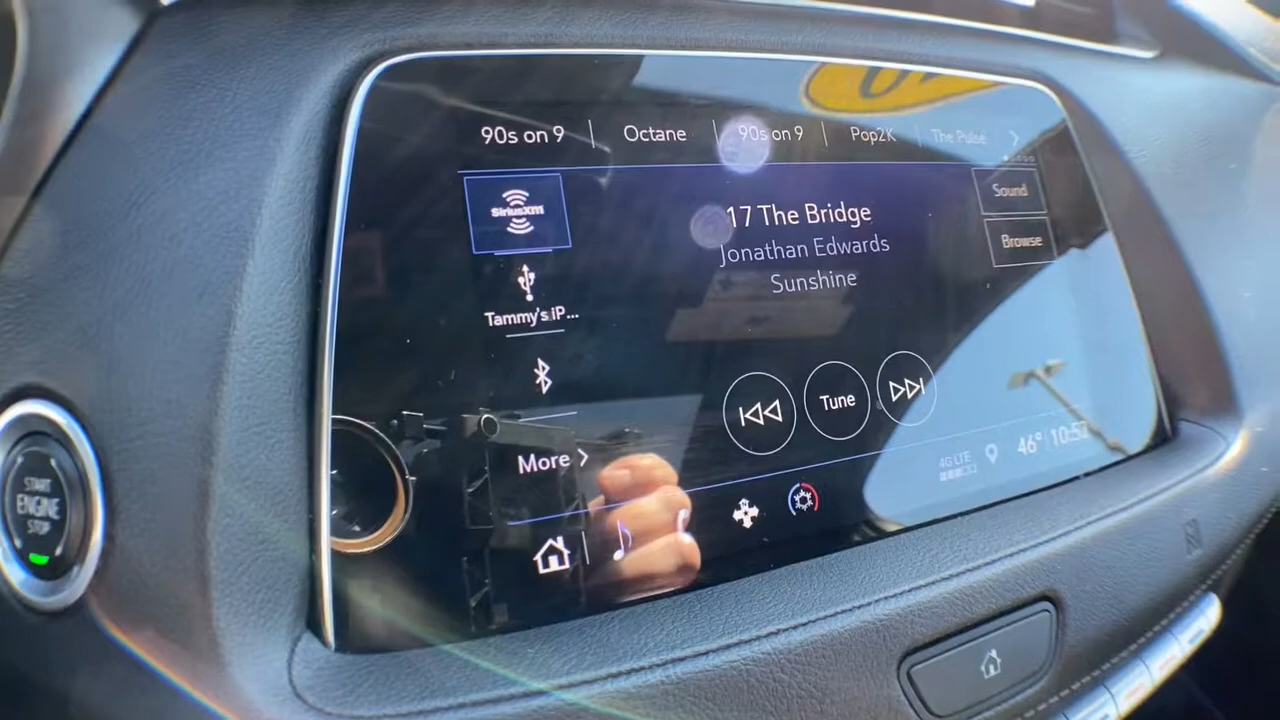 90s on 9 Octane 90s on 9 Pop2K The Pulse
SiriusXM
Sound
17 The Bridge
Browse
Jonathan Edwards
Sunshine
Tammy's iP...
Tune
More
4G LTE
46° 10:52
START
ENGINE
STOP